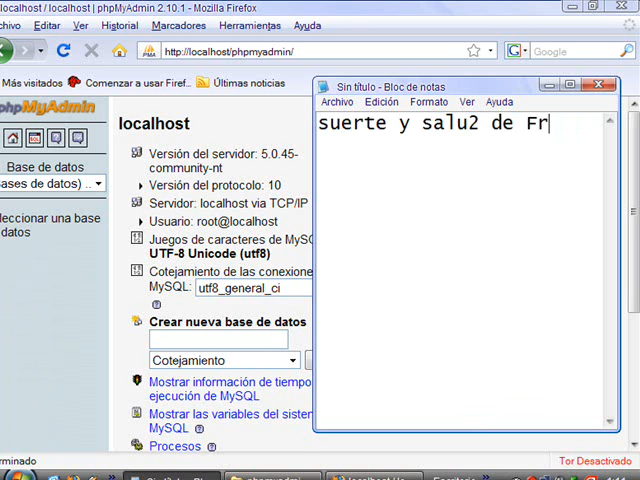 localhost / localhost | phpMyAdmin 2.10.1 - Mozilla Firefox
chivo Editar Ver Historial Marcadores Herramientas Ayuda
http://localhost/phpmyadmin/
Google
Más visitados Comenzar a usar Firef... Últimas noticias
phpMyAdmin
Base de datos
Bases de datos) ...
leccionar una base
datos
localhost
Versión del servidor: 5.0.45-
community-nt
Versión del protocolo: 10
Servidor: localhost via TCP/IP
Usuario: root@localhost
Juegos de caracteres de MySQ
UTF-8 Unicode (utf8)
Cotejamiento de las conexione
MySQL: utf8_general_ci
Crear nueva base de datos
Cotejamiento
Mostrar información de tiempo
ejecución de MySQL
Mostrar las variables del sistem
MySQL
Procesos
Sin título - Bloc de notas
Archivo Edición Formato Ver Ayuda
suerte y salu2 de Fr
rminado
Tor Desactivado